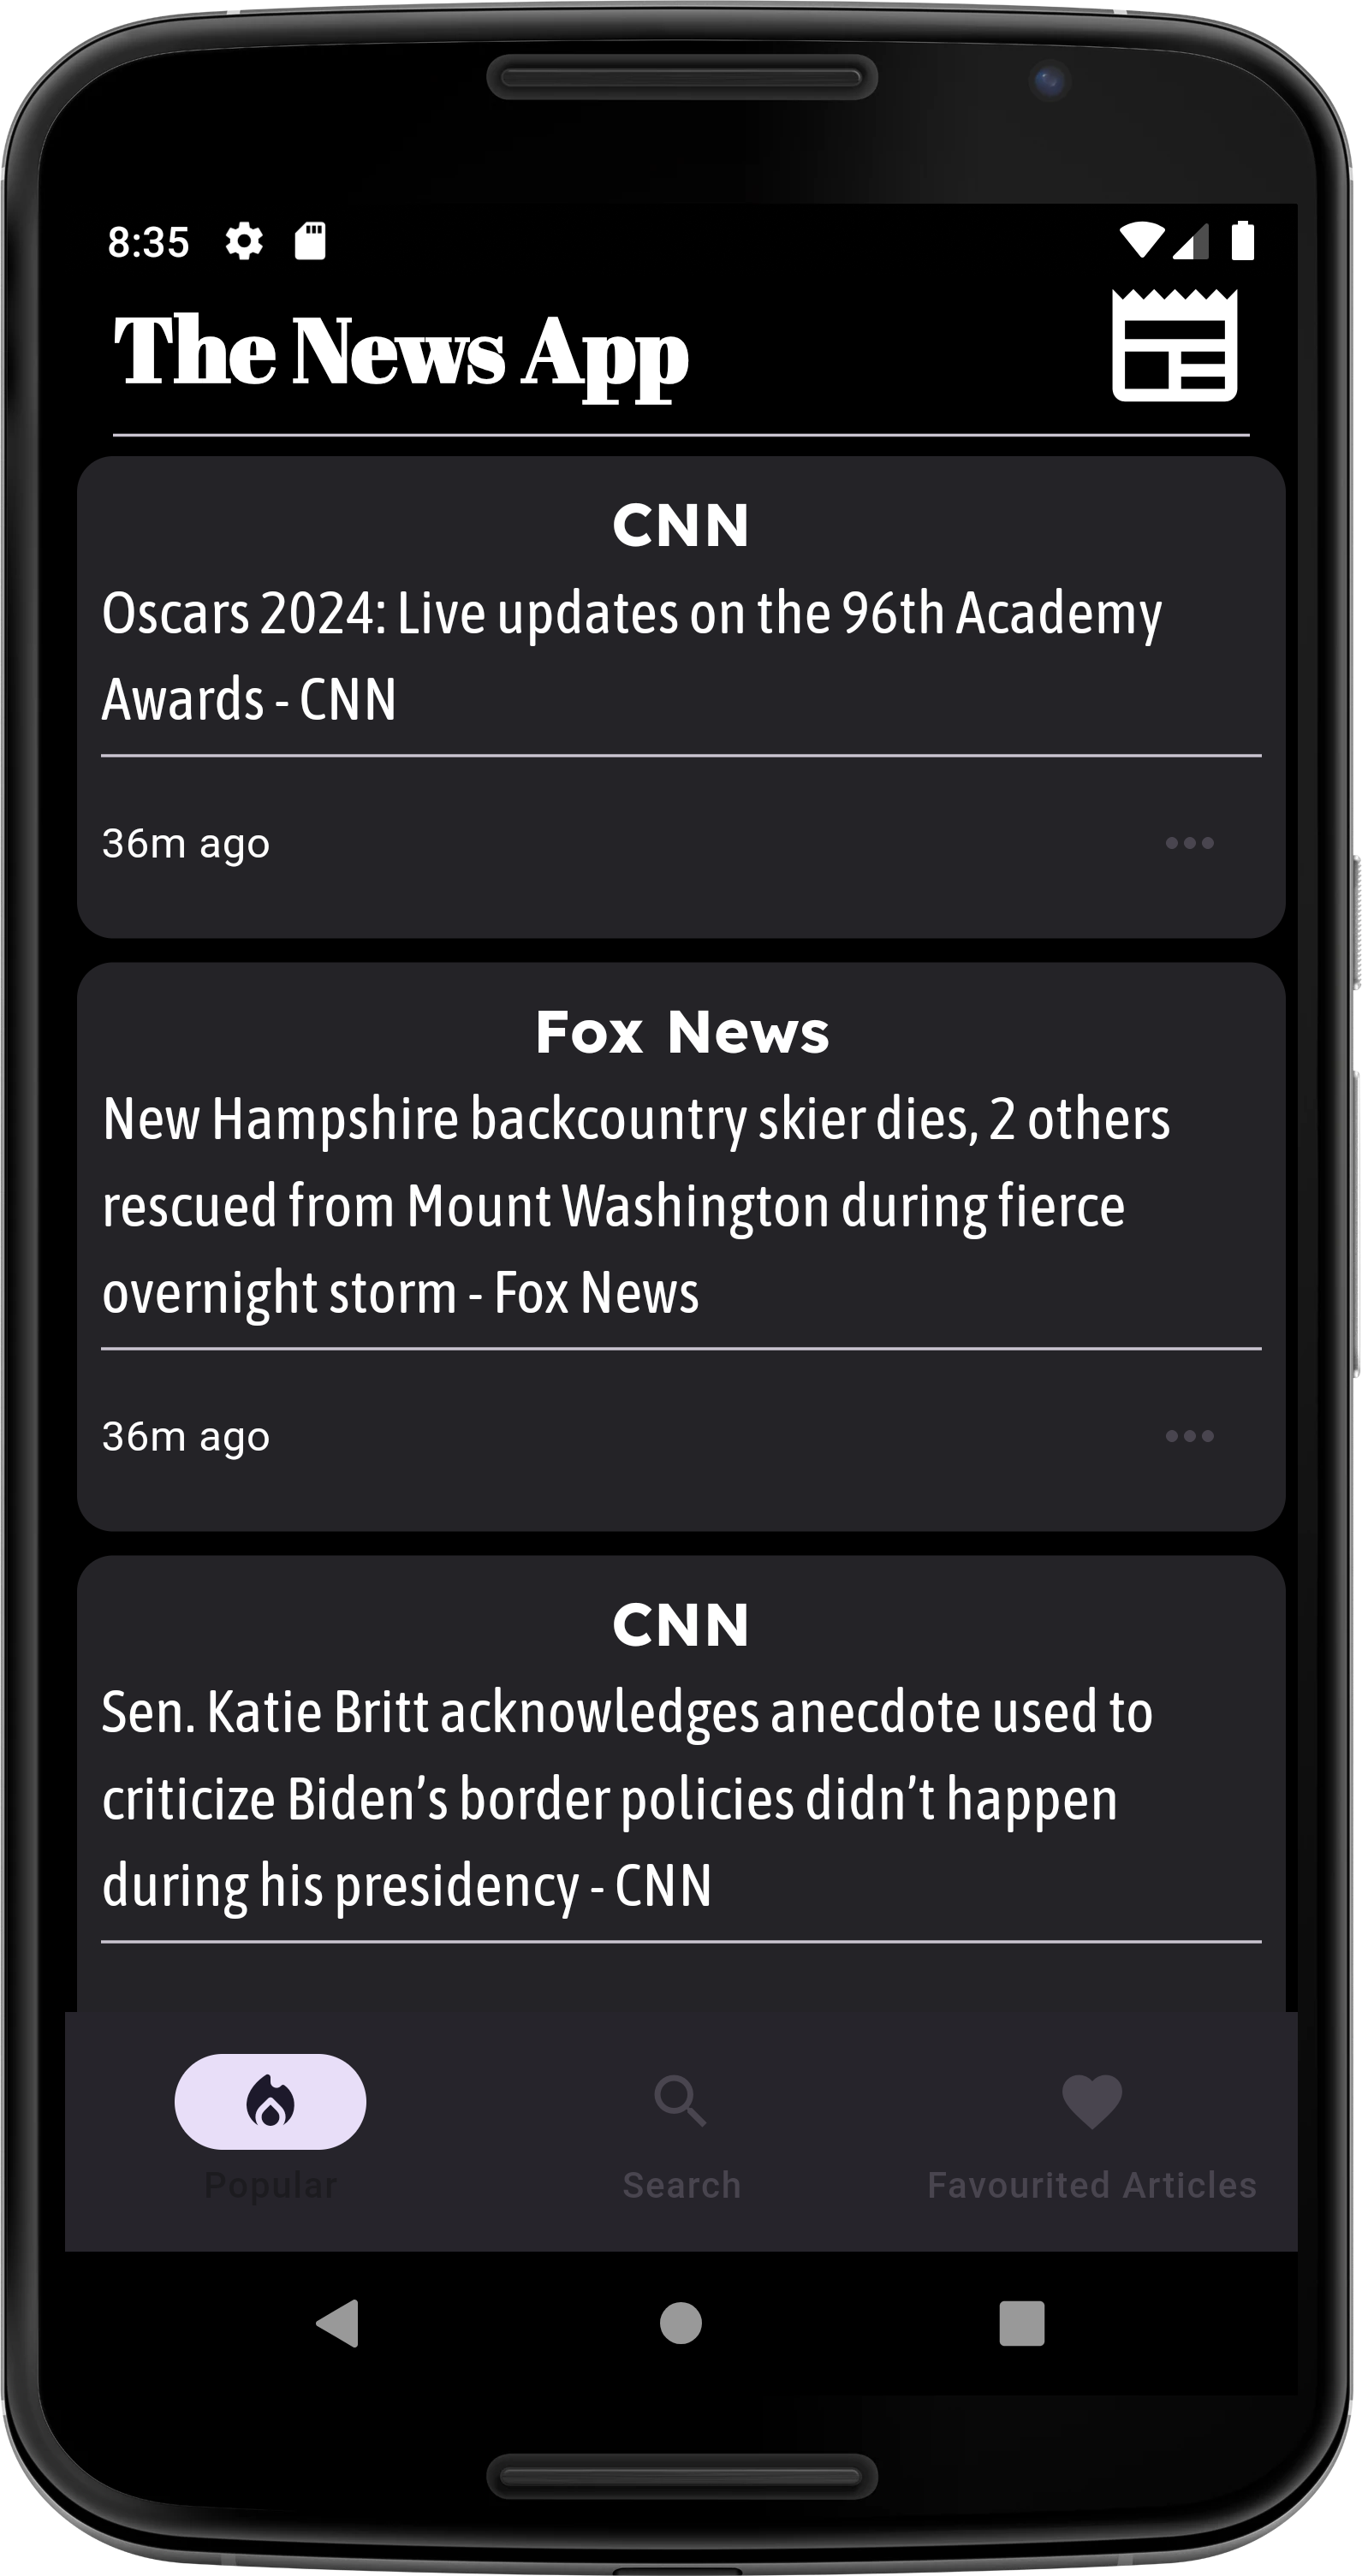 8:35
The News App
CNN
Oscars 2024: Live updates on the 96th Academy
Awards - CNN
36m ago
Fox News
New Hampshire backcountry skier dies, 2 others
rescued from Mount Washington during fierce
overnight storm - Fox News
36m ago
CNN
Sen. Katie Britt acknowledges anecdote used to
criticize Biden’s border policies didn’t happen
during his presidency - CNN
Popular
Search
Favourited Articles